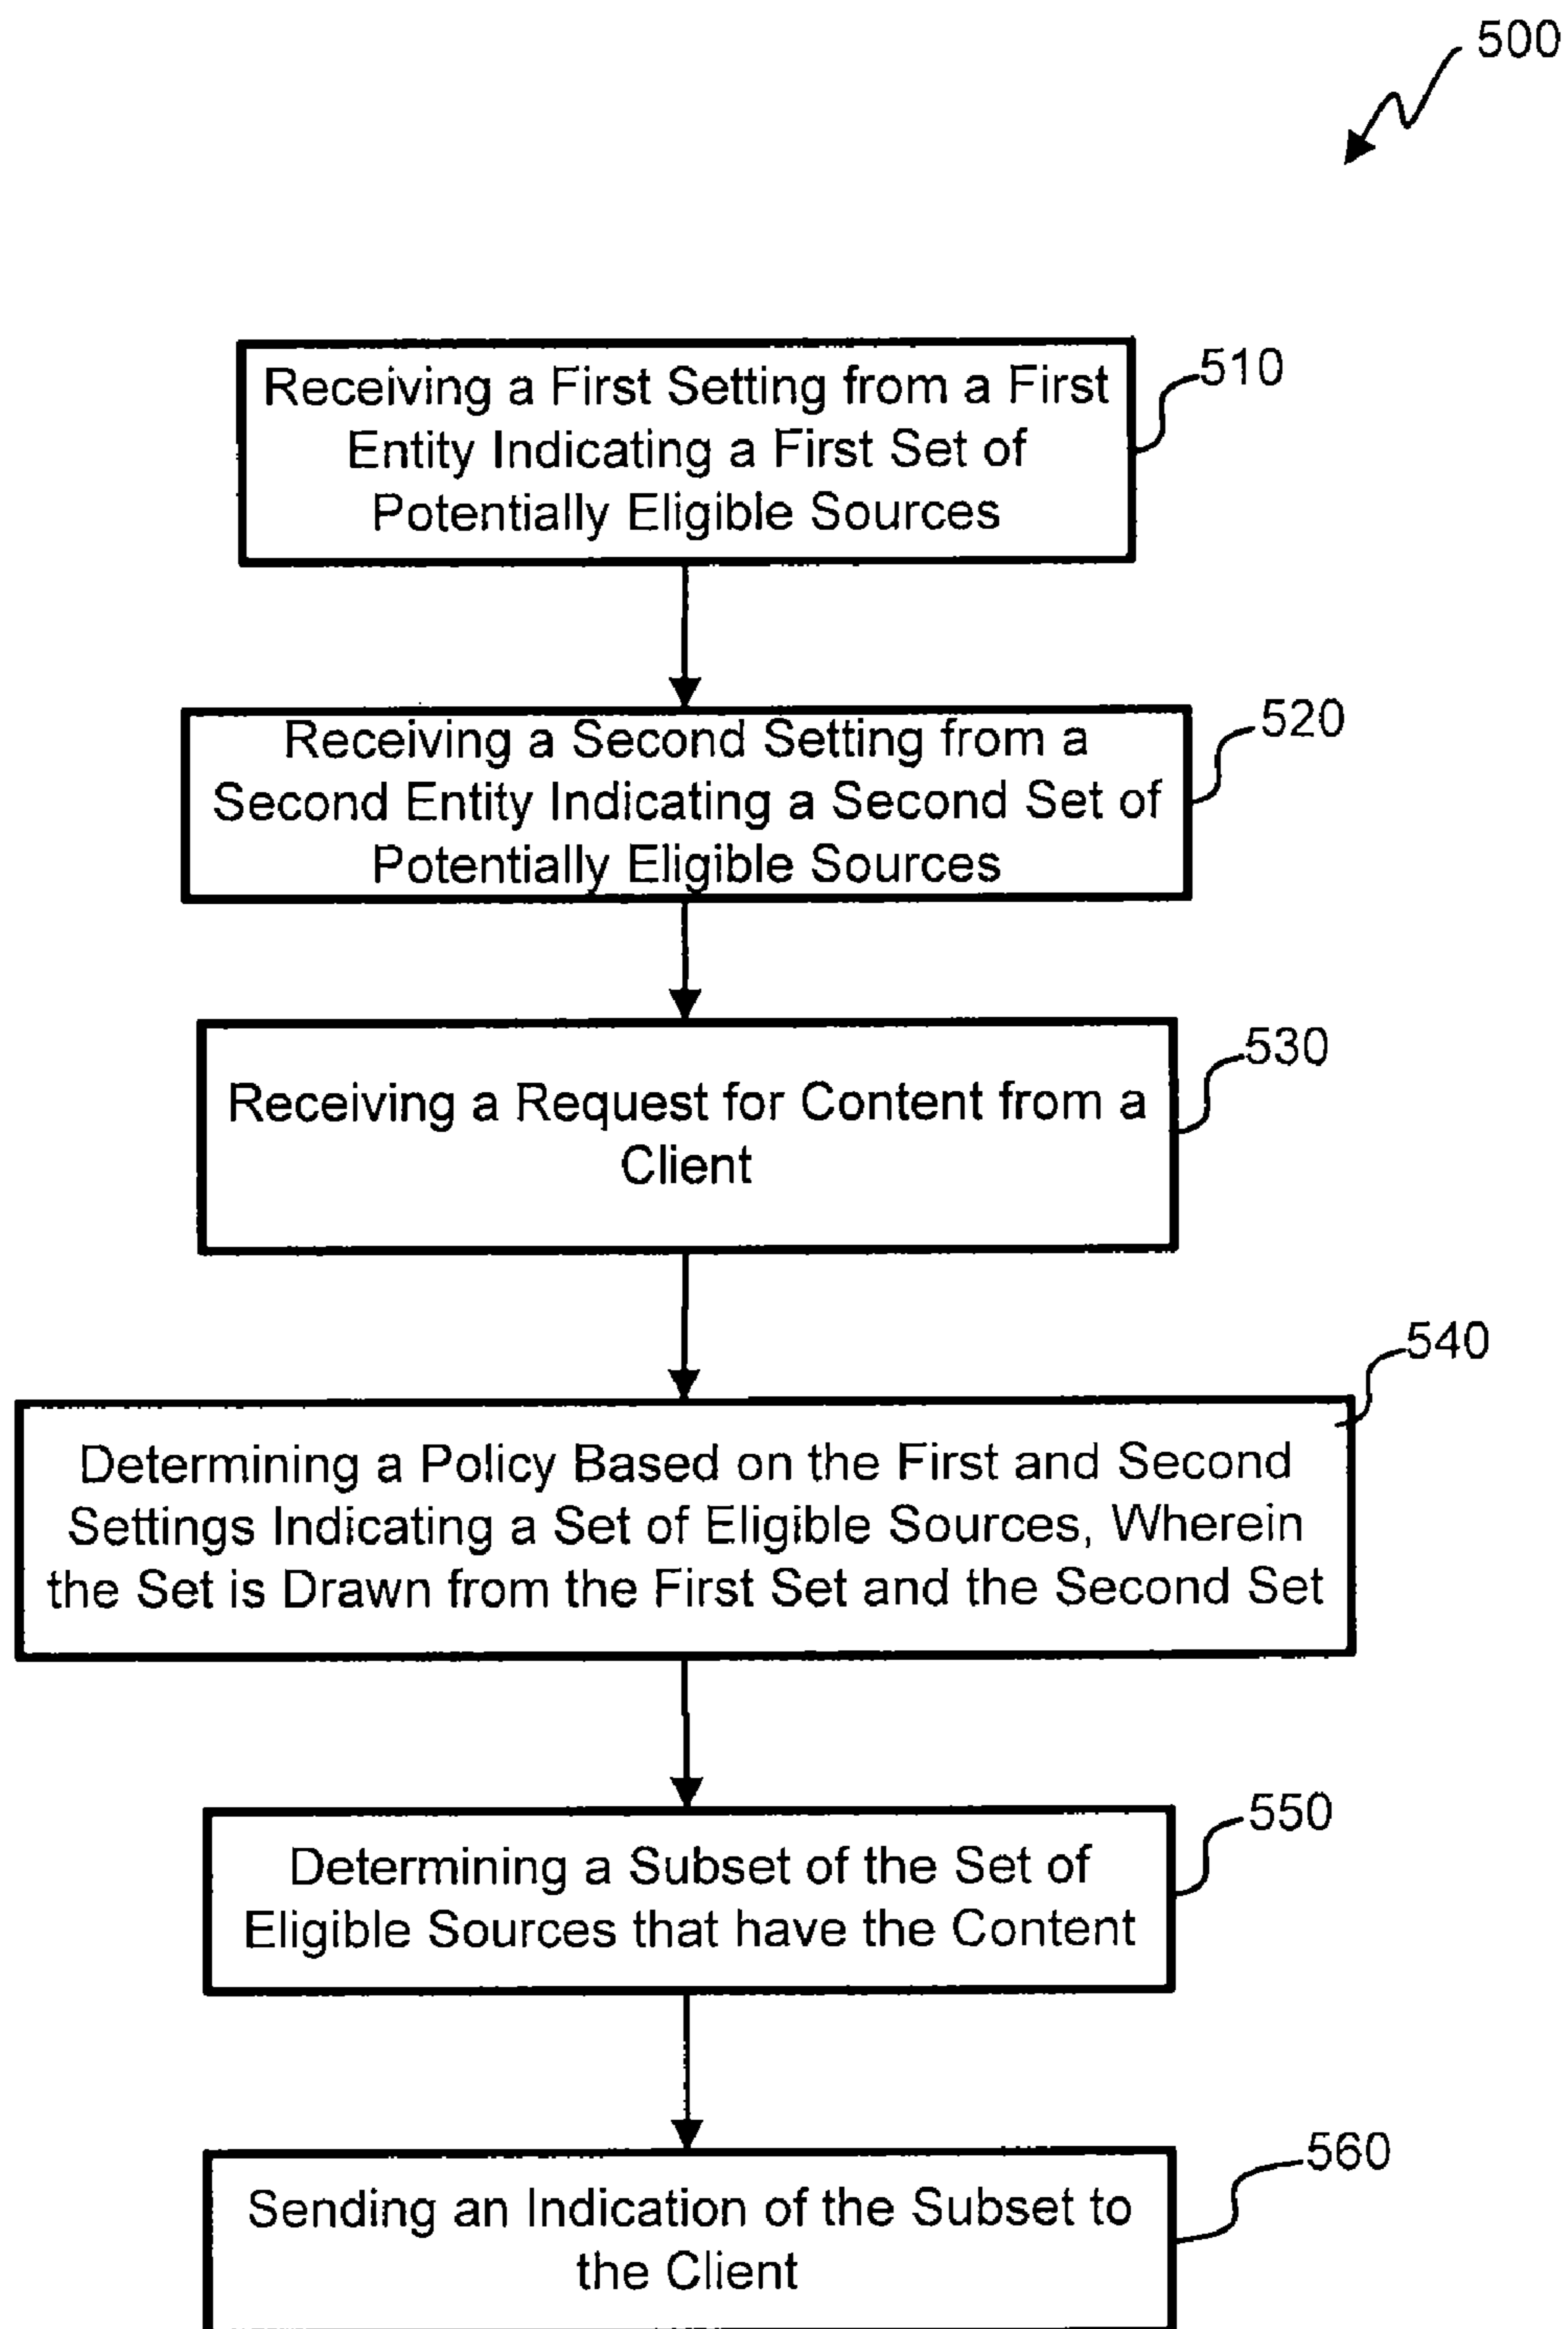 500
Receiving a First Setting from a First
Entity Indicating a First Set of
Potentially Eligible Sources
510
Receiving a Second Setting from a
Second Entity Indicating a Second Set of
Potentially Eligible Sources
520
Receiving a Request for Content from a
Client
530
Determining a Policy Based on the First and Second
Settings Indicating a Set of Eligible Sources, Wherein
the Set is Drawn from the First Set and the Second Set
540
Determining a Subset of the Set of
Eligible Sources that have the Content
550
Sending an Indication of the Subset to
the Client
560